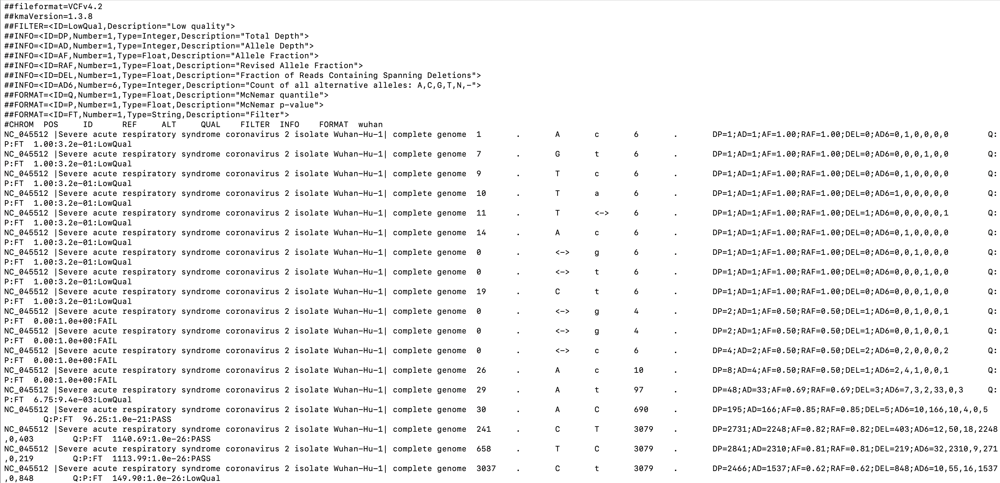 ##fileformat=VCFv4.2
##kmaVersion=1.3.8
##FILTER=<ID=LowQual,Description="Low quality">
##INFO=<ID=DP,Number=1,Type=Integer,Description="Total Depth">
##INFO=<ID=AD,Number=1,Type=Integer,Description="Allele Depth">
##INFO=<ID=AF,Number=1,Type=Float,Description="Allele Fraction">
##INFO=<ID=RAF,Number=1,Type=Float,Description="Revised Allele Fraction">
##INFO=<ID=DEL,Number=1,Type=Float,Description="Fraction of Reads Containing Spanning Deletions">
##INFO=<ID=AD6,Number=6,Type=Integer,Description="Count of all alternative alleles: A,C,G,T,N,-">
##FORMAT=<ID=Q,Number=1,Type=Float,Description="McNemar quantile">
##FORMAT=<ID=P,Number=1,Type=Float,Description="McNemar p-value">
##FORMAT=<ID=FT,Number=1,Type=String,Description="Filter">
#CHROM POS ID REF ALT QUAL FILTER INFO FORMAT wuhan
NC_045512 |Severe acute respiratory syndrome coronavirus 2 isolate Wuhan-Hu-1| complete genome 1 . A c 6 . DP=1;AD=1;AF=1.00;RAF=1.00;DEL=0;AD6=0,1,0,0,0,0 Q:
P:FT 1.00:3.2e-01:LowQual
NC_045512 |Severe acute respiratory syndrome coronavirus 2 isolate Wuhan-Hu-1| complete genome 7 . G t 6 . DP=1;AD=1;AF=1.00;RAF=1.00;DEL=0;AD6=0,0,0,1,0,0 Q:
P:FT 1.00:3.2e-01:LowQual
NC_045512 |Severe acute respiratory syndrome coronavirus 2 isolate Wuhan-Hu-1| complete genome 9 . T c 6 . DP=1;AD=1;AF=1.00;RAF=1.00;DEL=0;AD6=0,1,0,0,0,0 Q:
P:FT 1.00:3.2e-01:LowQual
NC_045512 |Severe acute respiratory syndrome coronavirus 2 isolate Wuhan-Hu-1| complete genome 10 . T a 6 . DP=1;AD=1;AF=1.00;RAF=1.00;DEL=0;AD6=1,0,0,0,0,0 Q:
P:FT 1.00:3.2e-01:LowQual
NC_045512 |Severe acute respiratory syndrome coronavirus 2 isolate Wuhan-Hu-1| complete genome 11 . T <-> 6 . DP=1;AD=1;AF=1.00;RAF=1.00;DEL=1;AD6=0,0,0,0,0,1 Q:
P:FT 1.00:3.2e-01:LowQual
NC_045512 |Severe acute respiratory syndrome coronavirus 2 isolate Wuhan-Hu-1| complete genome 14 . A c 6 . DP=1;AD=1;AF=1.00;RAF=1.00;DEL=0;AD6=0,1,0,0,0,0 Q:
P:FT 1.00:3.2e-01:LowQual
NC_045512 |Severe acute respiratory syndrome coronavirus 2 isolate Wuhan-Hu-1| complete genome 0 . <-> g 6 . DP=1;AD=1;AF=1.00;RAF=1.00;DEL=0;AD6=0,0,1,0,0,0 Q:
P:FT 1.00:3.2e-01:LowQual
NC_045512 |Severe acute respiratory syndrome coronavirus 2 isolate Wuhan-Hu-1| complete genome 0 . <-> t 6 . DP=1;AD=1;AF=1.00;RAF=1.00;DEL=0;AD6=0,0,0,1,0,0 Q:
P:FT 1.00:3.2e-01:LowQual
NC_045512 |Severe acute respiratory syndrome coronavirus 2 isolate Wuhan-Hu-1| complete genome 19 . C t 6 . DP=1;AD=1;AF=1.00;RAF=1.00;DEL=0;AD6=0,0,0,1,0,0 Q:
P:FT 1.00:3.2e-01:LowQual
NC_045512 |Severe acute respiratory syndrome coronavirus 2 isolate Wuhan-Hu-1| complete genome 0 . <-> g 4 . DP=2;AD=1;AF=0.50;RAF=0.50;DEL=1;AD6=0,0,1,0,0,1 Q:
P:FT 0.00:1.0e+00:FAIL
NC_045512 |Severe acute respiratory syndrome coronavirus 2 isolate Wuhan-Hu-1| complete genome 0 . <-> g 4 . DP=2;AD=1;AF=0.50;RAF=0.50;DEL=1;AD6=0,0,1,0,0,1 Q:
P:FT 0.00:1.0e+00:FAIL
NC_045512 |Severe acute respiratory syndrome coronavirus 2 isolate Wuhan-Hu-1| complete genome 0 . <-> c 6 . DP=4;AD=2;AF=0.50;RAF=0.50;DEL=2;AD6=0,2,0,0,0,2 Q:
P:FT 0.00:1.0e+00:FAIL
NC_045512 |Severe acute respiratory syndrome coronavirus 2 isolate Wuhan-Hu-1| complete genome 26 . A c 10 . DP=8;AD=4;AF=0.50;RAF=0.50;DEL=1;AD6=2,4,1,0,0,1 Q:
P:FT 0.00:1.0e+00:FAIL
NC_045512 |Severe acute respiratory syndrome coronavirus 2 isolate Wuhan-Hu-1| complete genome 29 . A t 97 . DP=48;AD=33;AF=0.69;RAF=0.69;DEL=3;AD6=7,3,2,33,0,3 Q:
P:FT 6.75:9.4e-03:LowQual
NC_045512 |Severe acute respiratory syndrome coronavirus 2 isolate Wuhan-Hu-1| complete genome 30 . A C 690 . DP=195;AD=166;AF=0.85;RAF=0.85;DEL=5;AD6=10,166,10,4,0,5
Q:P:FT 96.25:1.0e-21:PASS
NC_045512 |Severe acute respiratory syndrome coronavirus 2 isolate Wuhan-Hu-1| complete genome 241 . C T 3079 . DP=2731;AD=2248;AF=0.82;RAF=0.82;DEL=403;AD6=12,50,18,2248
,0,403 Q:P:FT 1140.69:1.0e-26:PASS
NC_045512 |Severe acute respiratory syndrome coronavirus 2 isolate Wuhan-Hu-1| complete genome 658 . T C 3079 . DP=2841;AD=2310;AF=0.81;RAF=0.81;DEL=219;AD6=32,2310,9,271
,0,219 Q:P:FT 1113.99:1.0e-26:PASS
NC_045512 |Severe acute respiratory syndrome coronavirus 2 isolate Wuhan-Hu-1| complete genome 3037 . C t 3079 . DP=2466;AD=1537;AF=0.62;RAF=0.62;DEL=848;AD6=10,55,16,1537
,0,848 Q:P:FT 149.90:1.0e-26:LowQual